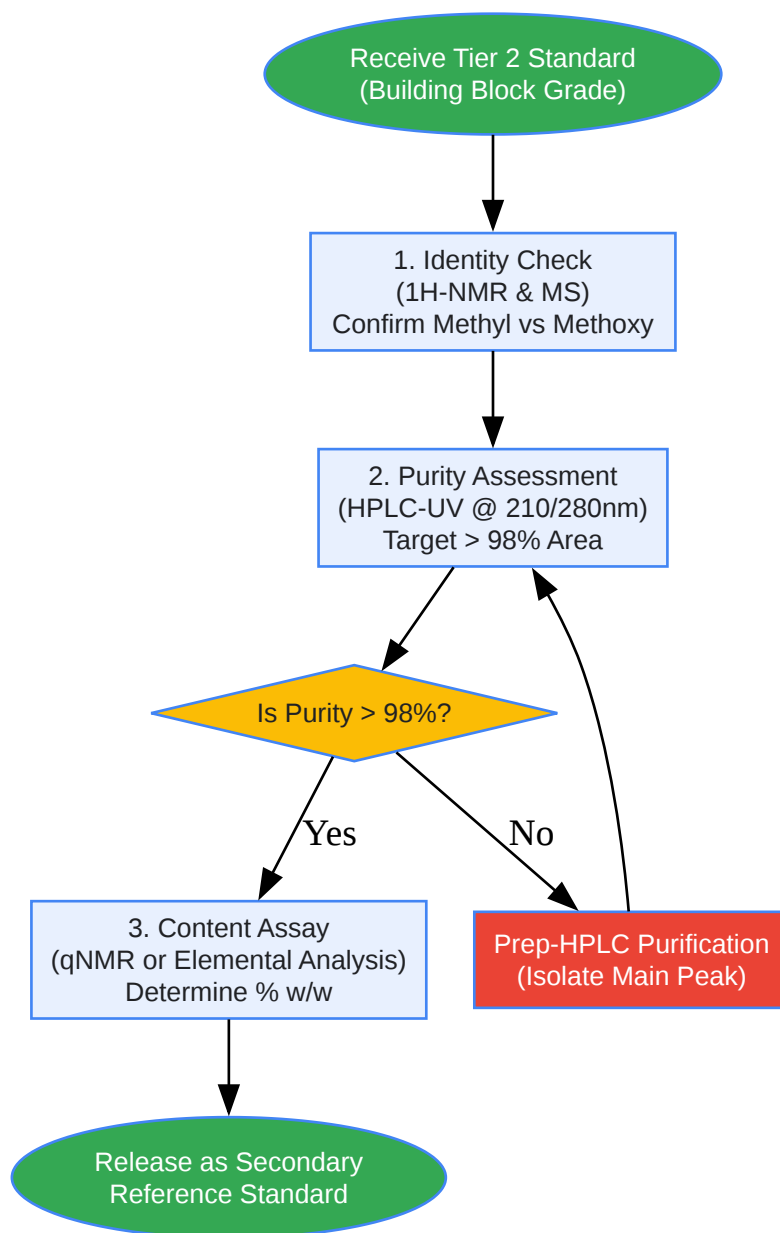 Receive Tier 2 Standard
(Building Block Grade)
1. Identity Check
(1H-NMR & MS)
Confirm Methyl vs Methoxy
2. Purity Assessment
(HPLC-UV @ 210/280nm)
Target > 98% Area
Is Purity > 98%?
Yes
No
3. Content Assay
(qNMR or Elemental Analysis)
Determine % w/w
Prep-HPLC Purification
(Isolate Main Peak)
Release as Secondary
Reference Standard